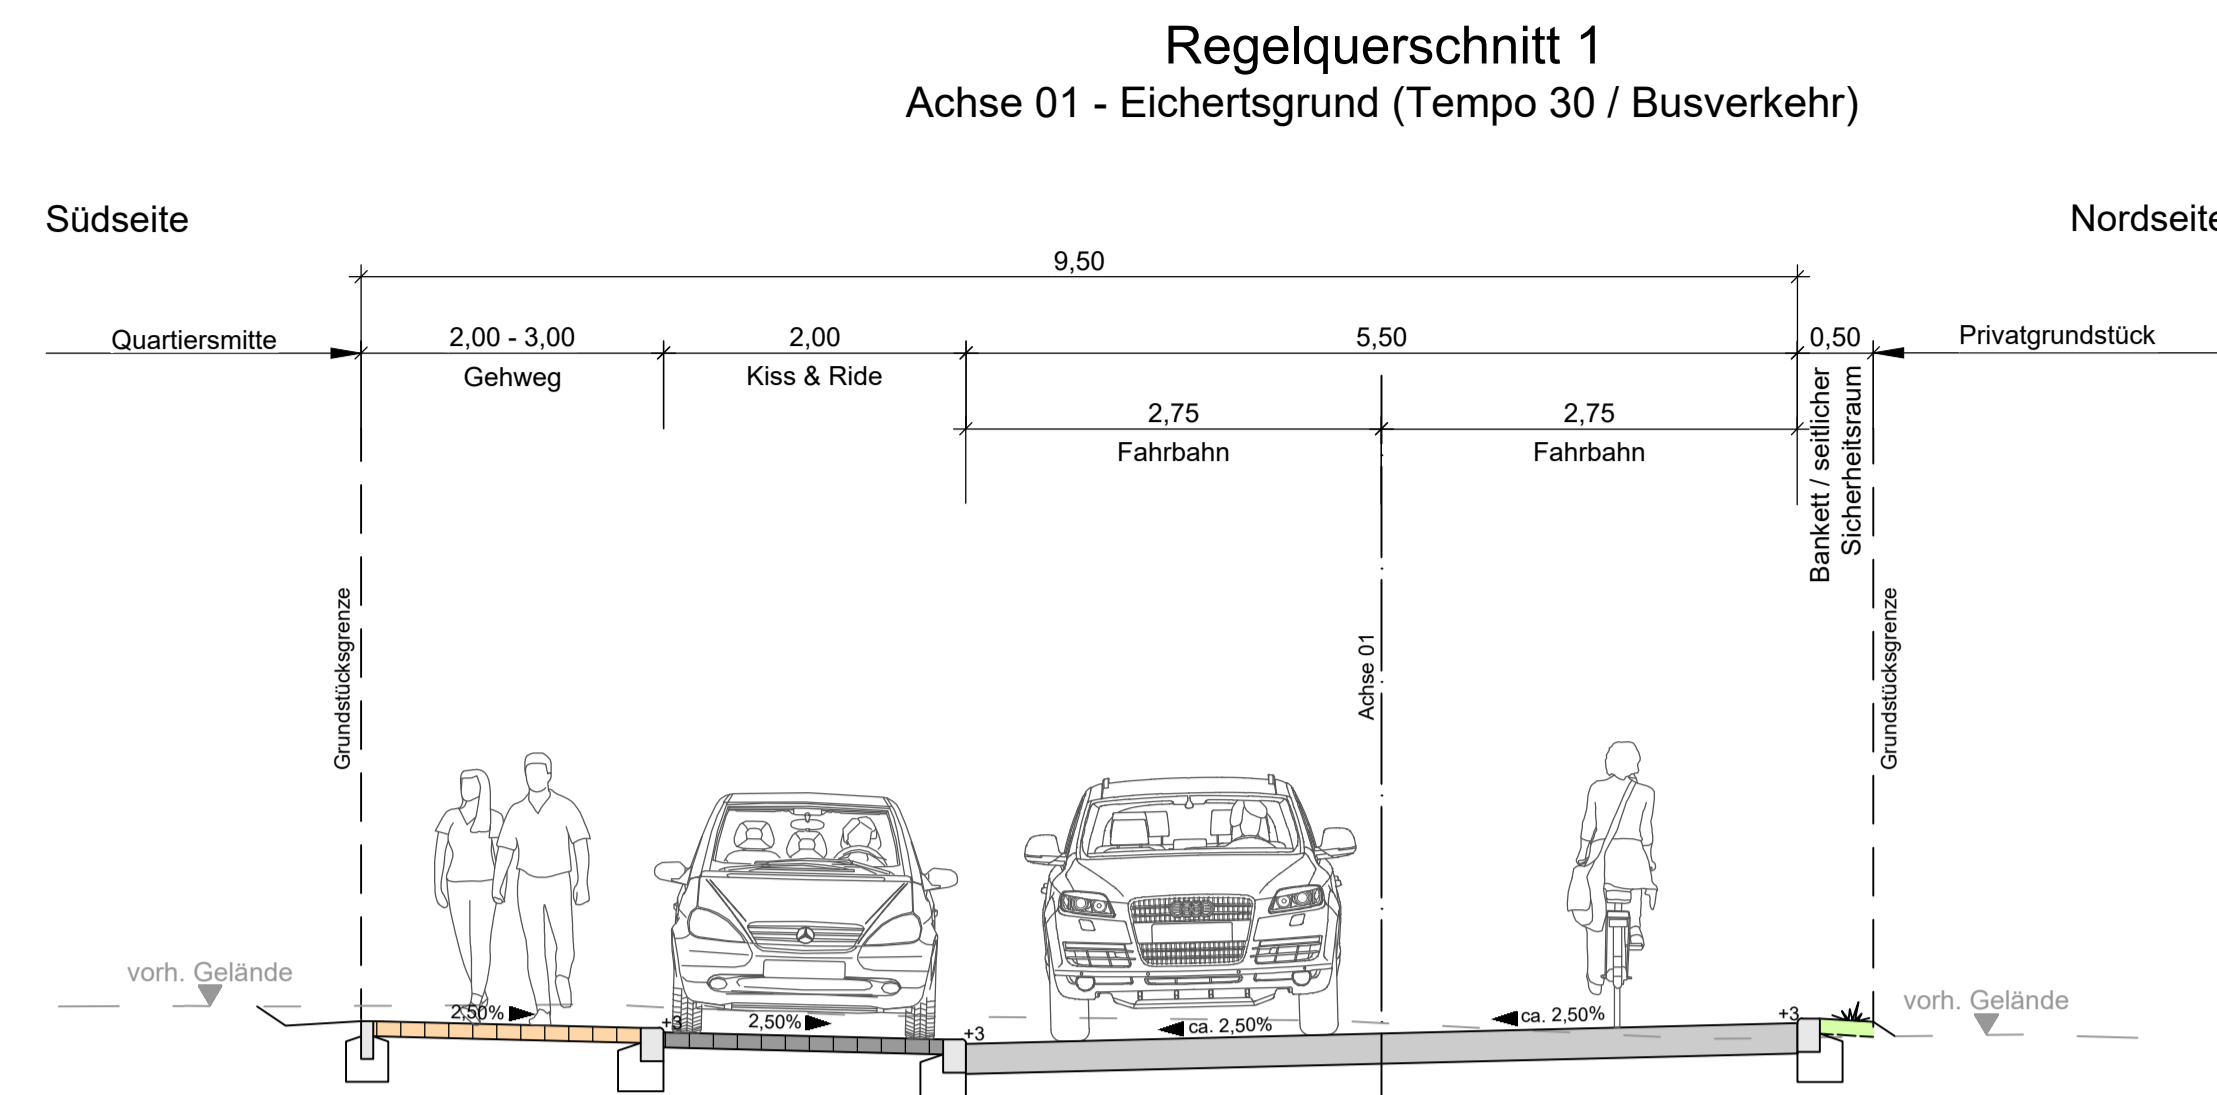 Regelquerschnitt 1
Achse 01 - Eichertsgrund (Tempo 30 / Busverkehr)
Südseite
Nordseite
9,50
Quartiersmitte
2,00 - 3,00
2,00
5,50
0,50
Privatgrundstück
Gehweg
Kiss & Ride
2,75
2,75
Fahrbahn
Fahrbahn
Bankett / seitlicher
Sicherheitsraum
Grundstücksgrenze
Achse 01
Grundstücksgrenze
vorh. Gelände
vorh. Gelände
2,50%
+3
2,50%
+3
ca. 2,50%
ca. 2,50%
+3